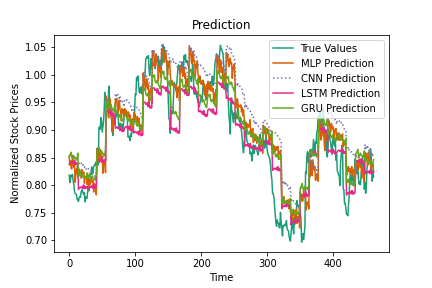 Prediction
Normalized Stock Prices
1.05
1.00
0.95
0.90
0.85
0.80
0.75
0.70
True Values
MLP Prediction
CNN Prediction
LSTM Prediction
GRU Prediction
0 100 200 300 400
Time